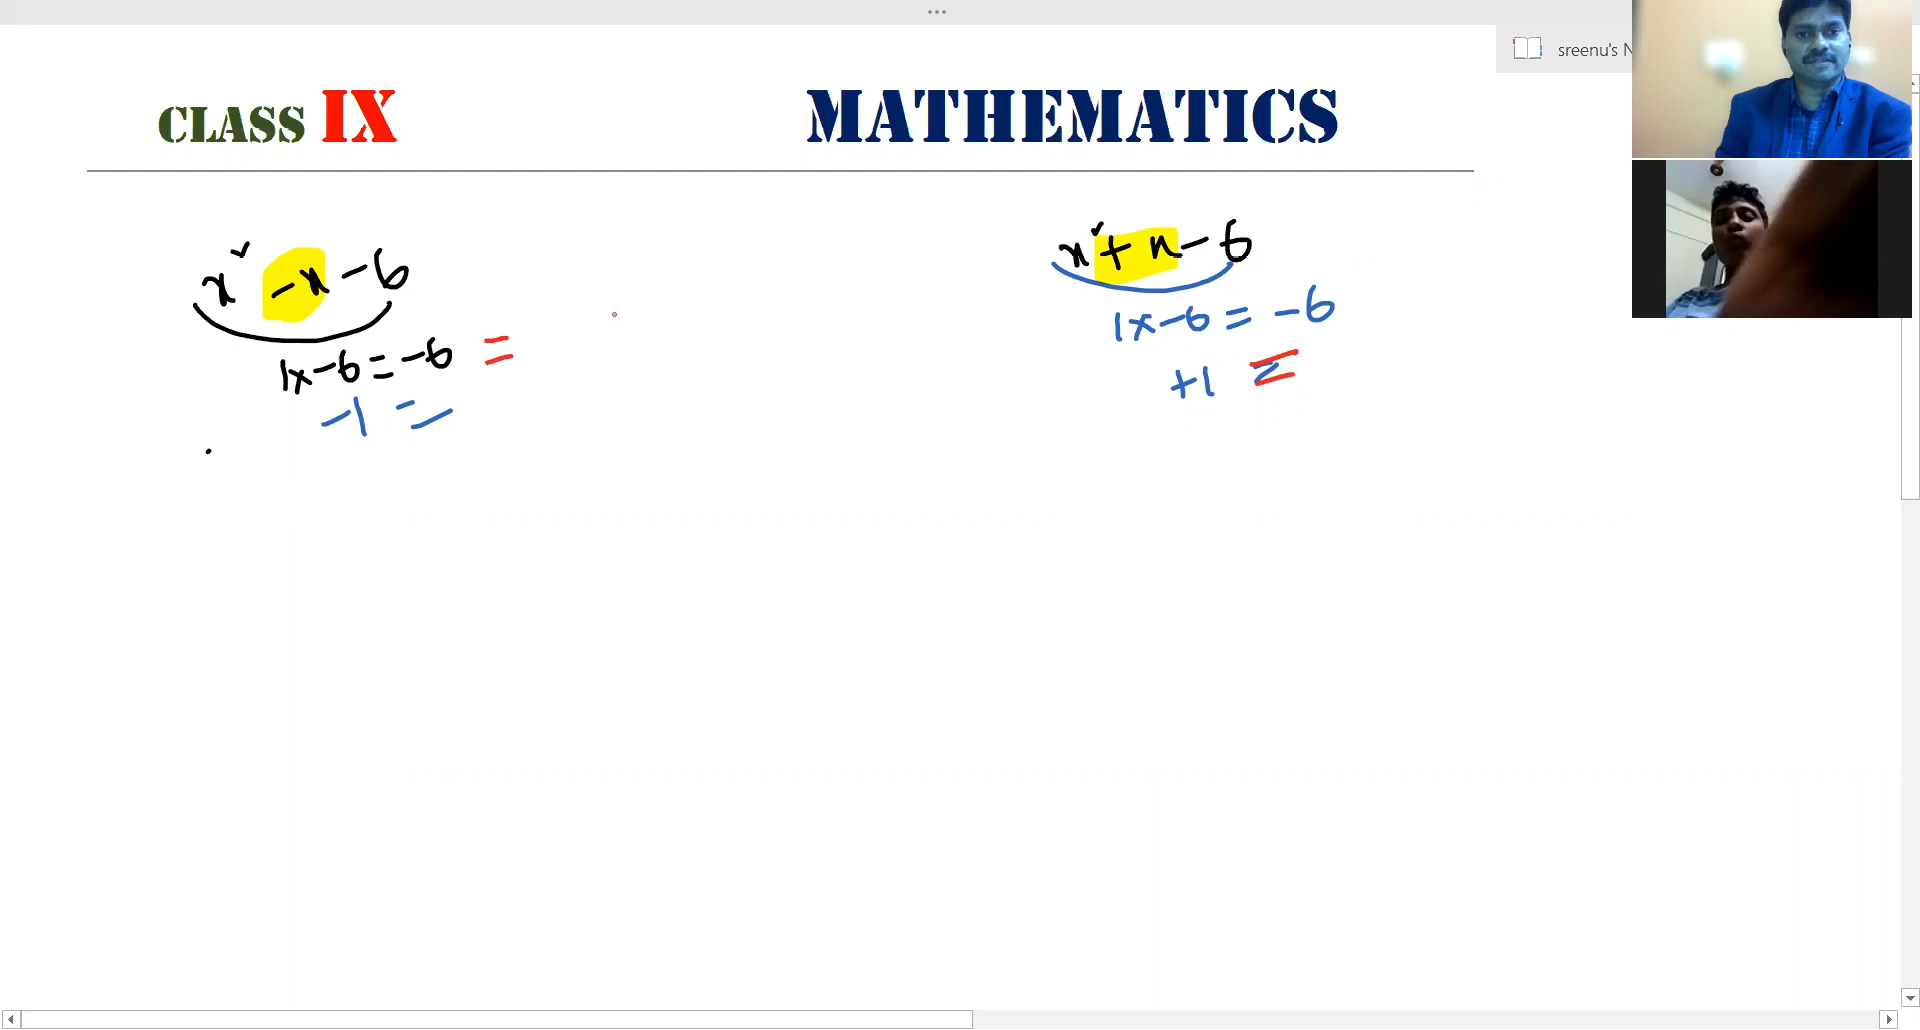 sreenu's N
CLASS IX
MATHEMATICS
x² - x - 6
1x-6 = -6 =
-1 =
x² + x - 6
1x-6 = -6
+1 =